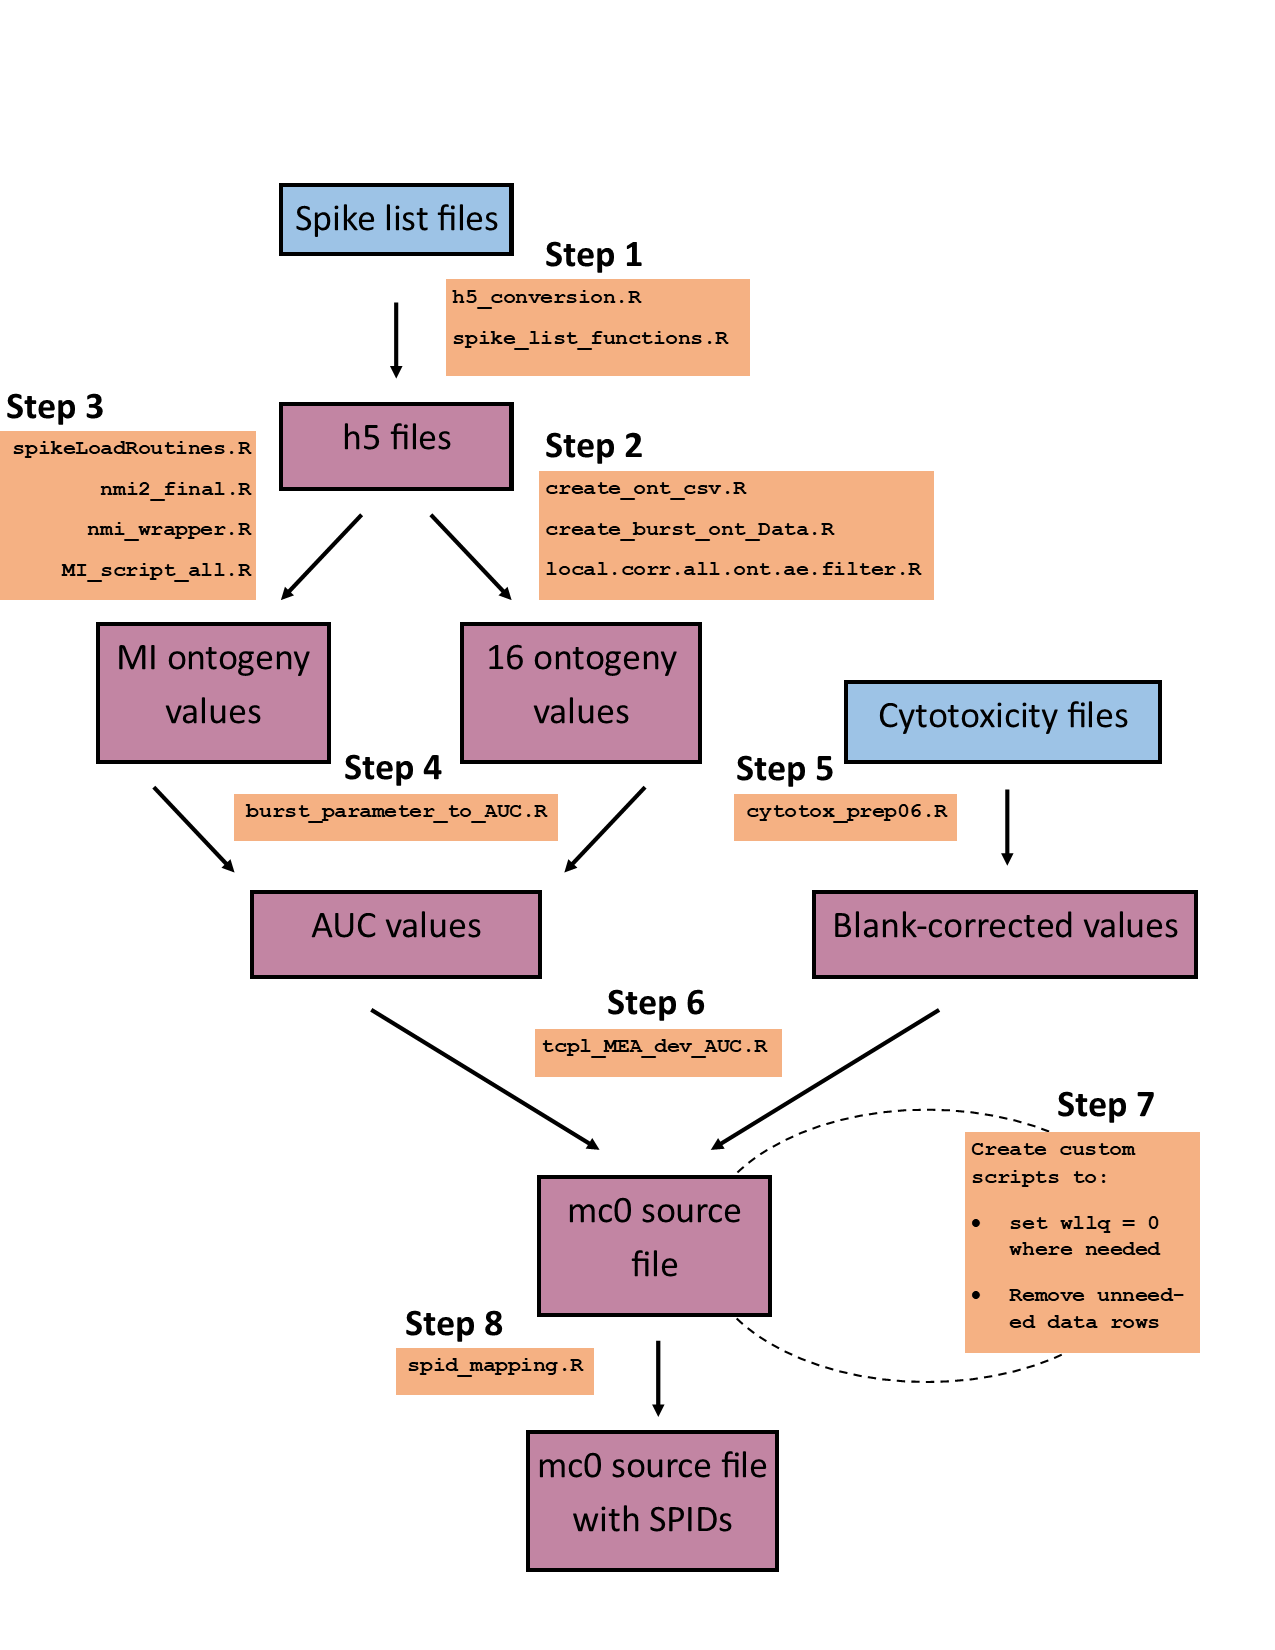 Spike list files
Step 1
h5_conversion.R
spike_list_functions.R
Step 3
spikeLoadRoutines.R
nmi2_final.R
nmi_wrapper.R
MI_script_all.R
h5 files
Step 2
create_ont_csv.R
create_burst_ont_Data.R
local.corr.all.ont.ae.filter.R
MI ontogeny
values
16 ontogeny
values
Cytotoxicity files
Step 4
burst_parameter_to_AUC.R
Step 5
cytotox_prep06.R
AUC values
Blank-corrected values
Step 6
tcpl_MEA_dev_AUC.R
Step 7
Create custom
scripts to:
• set wllq = 0
where needed
• Remove unneed-
ed data rows
mc0 source
file
Step 8
spid_mapping.R
mc0 source file
with SPIDs